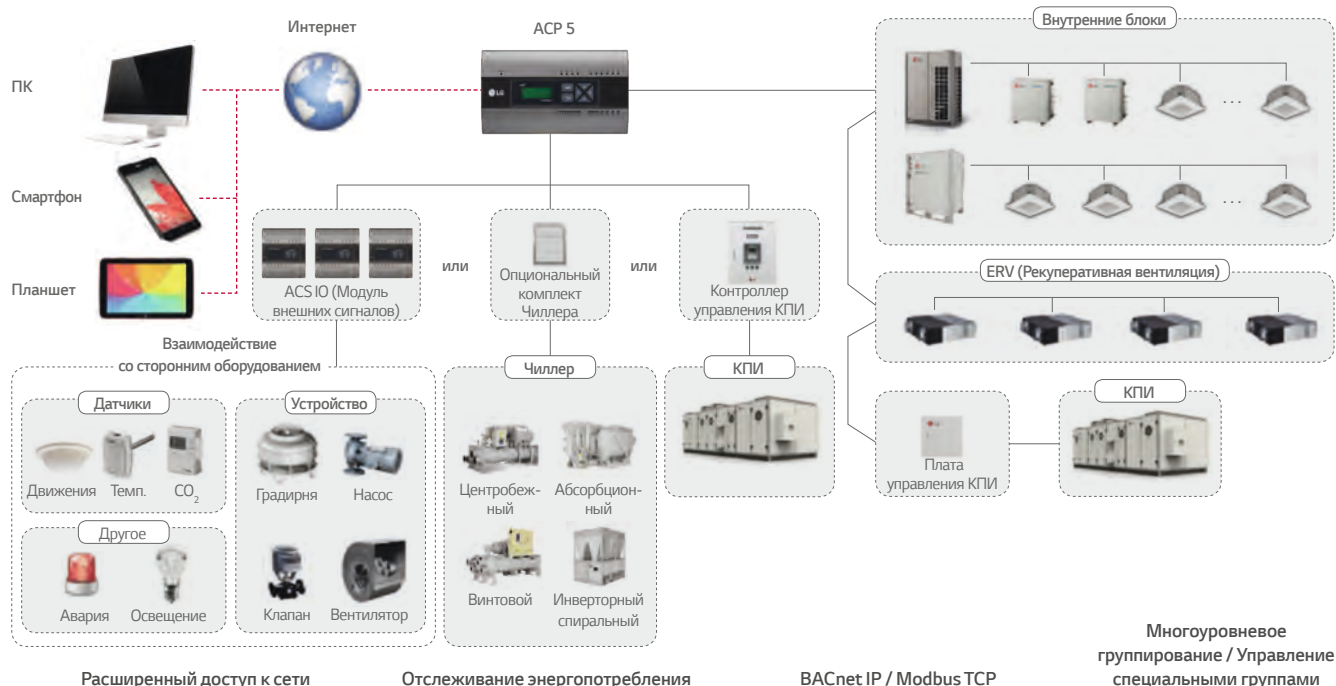 Интернет
ACP 5
Внутренние блоки
ПК
LG
Смартфон
Планшет
ACS IO (Модуль
внешних сигналов)
или
Опциональный
комплект
Чиллера
или
Контроллер
управления КПИ
ERV (Рекуперативная вентиляция)
Взаимодействие
со сторонним оборудованием
Чиллер
КПИ
КПИ
Датчики
Устройство
Движения
Темп.
CO2
Градирня
Насос
Центробеж-
ный
Абсорбцион-
ный
Плата
управления КПИ
Другое
Авария
Освещение
Клапан
Вентилятор
Винтовой
Инверторный
спиральный
Расширенный доступ к сети
Отслеживание энергопотребления
BACnet IP / Modbus TCP
Многоуровневое
группирование / Управление
специальными группами